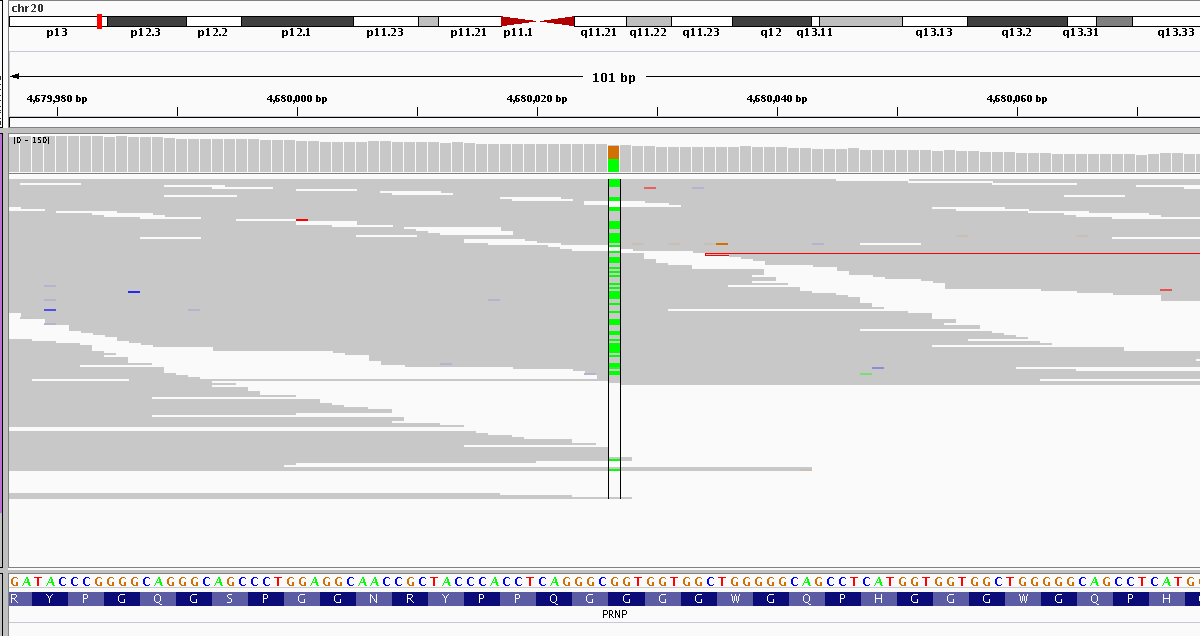 chr20
p13 p12.3 p12.2 p12.1 p11.23 p11.21 p11.1 q11.21 q11.22 q11.23 q12 q13.11 q13.13 q13.2 q13.31 q13.33
101 bp
4,679,980 bp 4,680,000 bp 4,680,020 bp 4,680,040 bp 4,680,060 bp
[0 - 150]
GATACCCGGGGCAGGGCAGCCCTGGAGGCAACCGCTACCCACCTCAGGGCGGTGGTGGCTGGGGGCAGCCTCATGGTGGTGGCTGGGGGCAGCCTCATG
R Y P G Q G S P G G N R Y P P Q G G G G W G Q P H G G G W G Q P H
PRNP